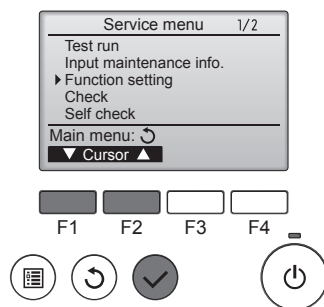 Service menu 1/2
Test run
Input maintenance info.
Function setting
Check
Self check
Main menu:
Cursor
F1 F2 F3 F4